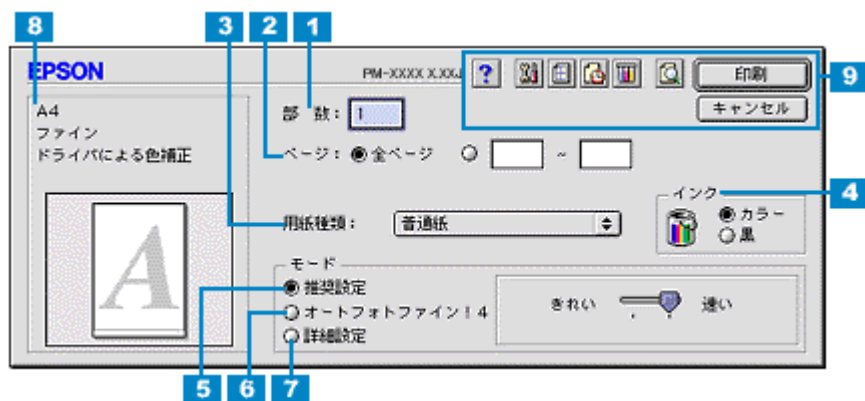 8
3
2
1
EPSON
PM-XXXX X.XXJ
?
印刷
9
キャンセル
A4
ファイン
ドライバによる色補正
部 数: 1
ページ: 全ページ ~
用紙種類: 普通紙
インク
カラー
黒
4
モード
推奨設定
オートフォトファイン!4
詳細設定
きれい 速い
A
5
6
7